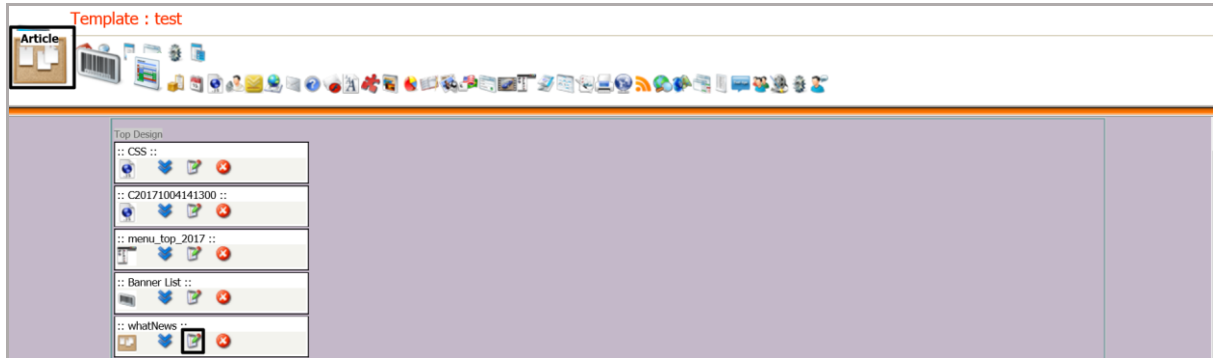 Template : test
Article
Top Design
:: CSS ::
:: C20171004141300 ::
:: menu_top_2017 ::
:: Banner List ::
:: whatNews ::